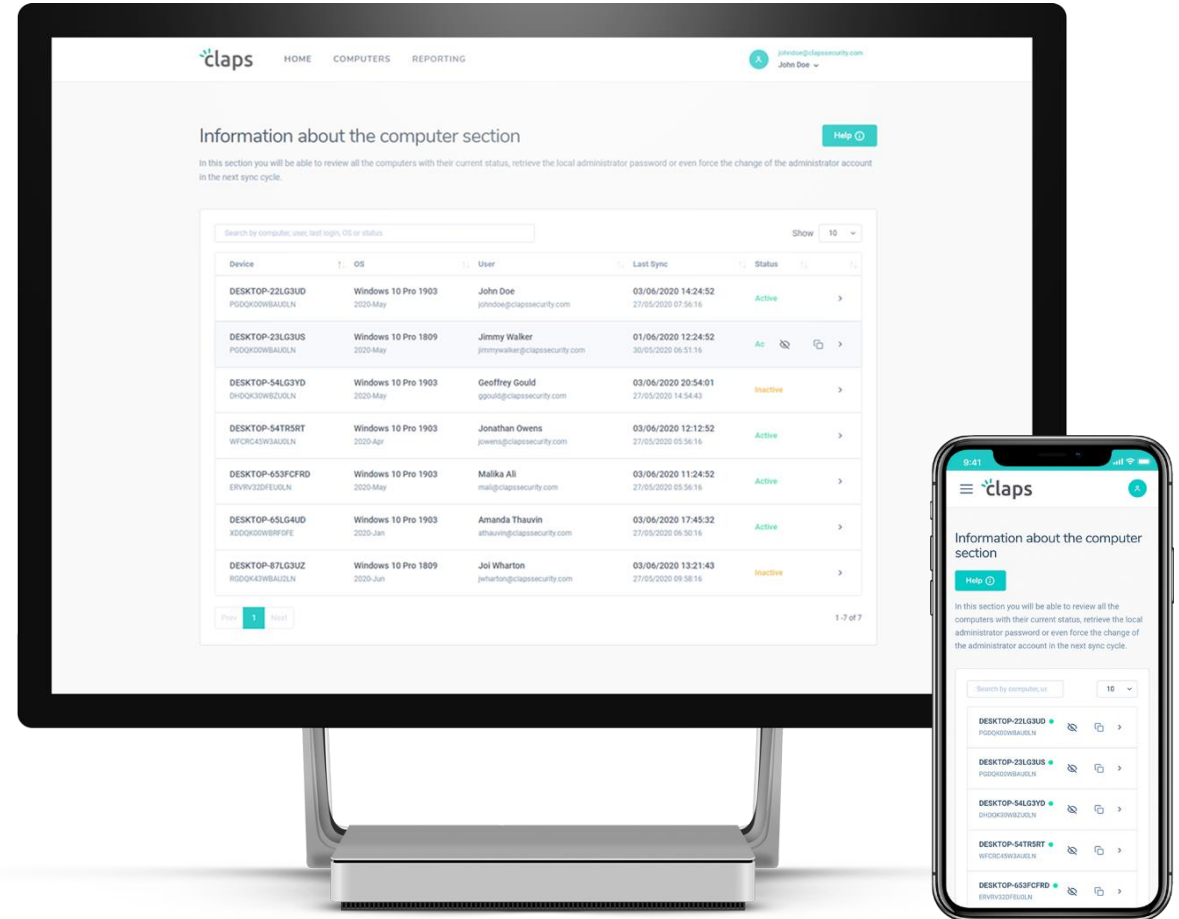 claps HOME COMPUTERS REPORTING
johndoe@clapssecurity.com
John Doe
Information about the computer section
Help
In this section you will be able to review all the computers with their current status, retrieve the local administrator password or even force the change of the administrator account
in the next sync cycle.
Search by computer, user, last login, OS or status
Show 10
Device OS User Last Sync Status
DESKTOP-22LG3UD Windows 10 Pro 1903 John Doe 03/06/2020 14:24:52 Active
PGDQK00WBAU0LN 2020-May johndoe@clapssecurity.com 27/05/2020 07:56:16
DESKTOP-23LG3US Windows 10 Pro 1809 Jimmy Walker 01/06/2020 12:24:52 Ac
PGDQK00WBAU0LN 2020-May jimmywalker@clapssecurity.com 30/05/2020 06:51:16
DESKTOP-54LG3YD Windows 10 Pro 1903 Geoffrey Gould 03/06/2020 20:54:01 Inactive
DHDQK30WBZU0LN 2020-May ggould@clapssecurity.com 27/05/2020 14:54:43
DESKTOP-54TR5RT Windows 10 Pro 1903 Jonathan Owens 03/06/2020 12:12:52 Active
WFCRC45W3AU0LN 2020-Apr jowens@clapssecurity.com 27/05/2020 05:56:16
DESKTOP-653FCFRD Windows 10 Pro 1903 Malika Ali 03/06/2020 11:24:52 Active
ERVRV32DFEU0LN 2020-May mali@clapssecurity.com 27/05/2020 05:56:16
DESKTOP-65LG4UD Windows 10 Pro 1903 Amanda Thauvin 03/06/2020 17:45:32 Active
XDDQK00WBRF0FE 2020-Jan athauvin@clapssecurity.com 27/05/2020 06:50:16
DESKTOP-87LG3UZ Windows 10 Pro 1809 Joi Wharton 03/06/2020 13:21:43 Inactive
RGDQK43WBAU2LN 2020-Jun jwharton@clapssecurity.com 27/05/2020 09:58:16
Prev 1 Next
1 -7 of 7
9:41
claps
Information about the computer
section
Help
In this section you will be able to review all the
computers with their current status, retrieve the local
administrator password or even force the change of
the administrator account in the next sync cycle.
Search by computer, us
10
DESKTOP-22LG3UD
PGDQK00WBAU0LN
DESKTOP-23LG3US
PGDQK00WBAU0LN
DESKTOP-54LG3YD
DHDQK30WBZU0LN
DESKTOP-54TR5RT
WFCRC45W3AU0LN
DESKTOP-653FCFRD
ERVRV32DFEU0LN